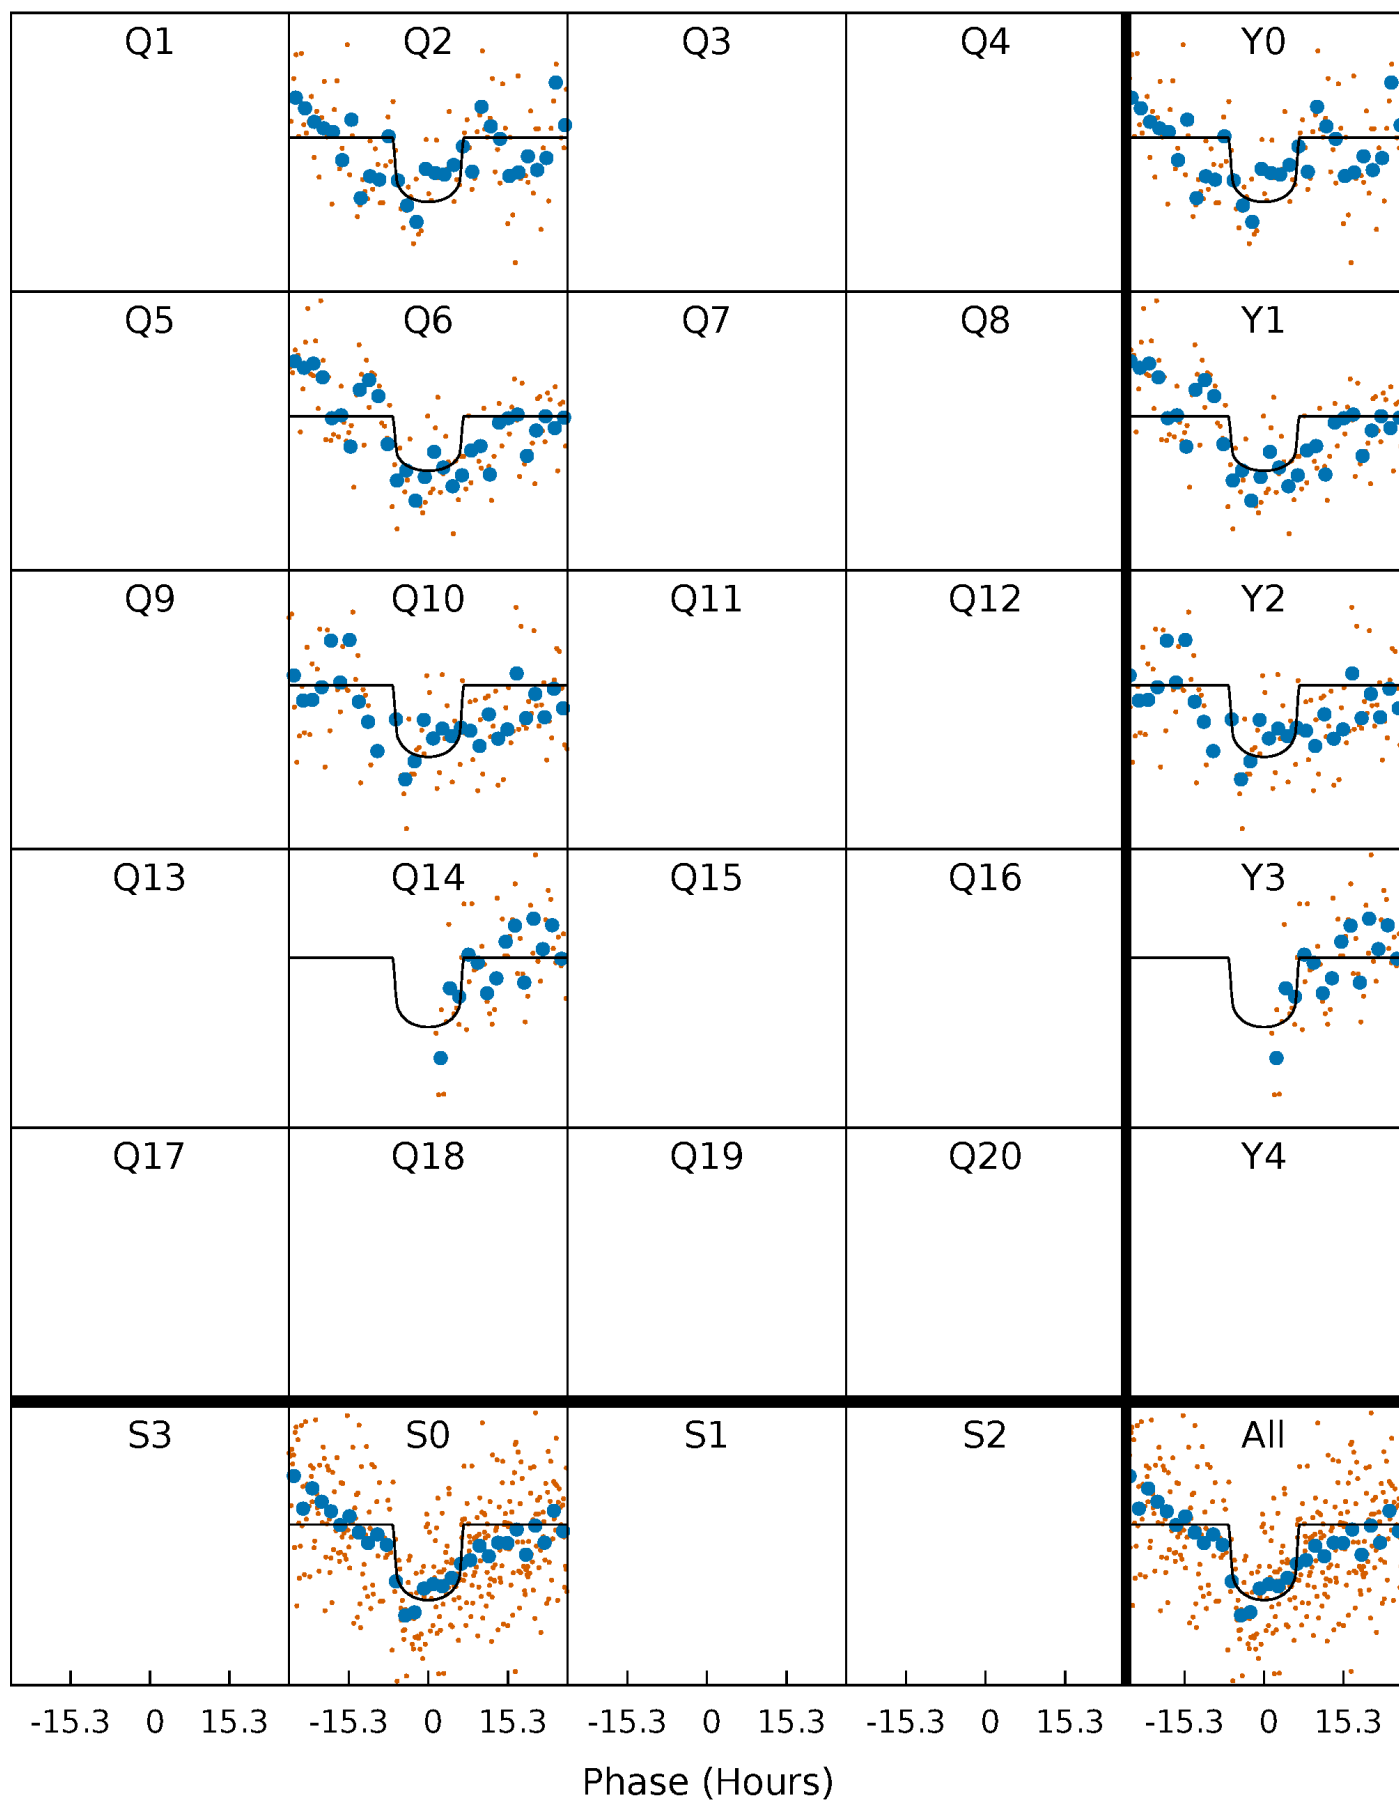 Q1 Q2 Q3 Q4 Y0
Q5 Q6 Q7 Q8 Y1
Q9 Q10 Q11 Q12 Y2
Q13 Q14 Q15 Q16 Y3
Q17 Q18 Q19 Q20 Y4
S3 S0 S1 S2 All
-15.3 0 15.3 -15.3 0 15.3 -15.3 0 15.3 -15.3 0 15.3 -15.3 0 15.3
Phase (Hours)